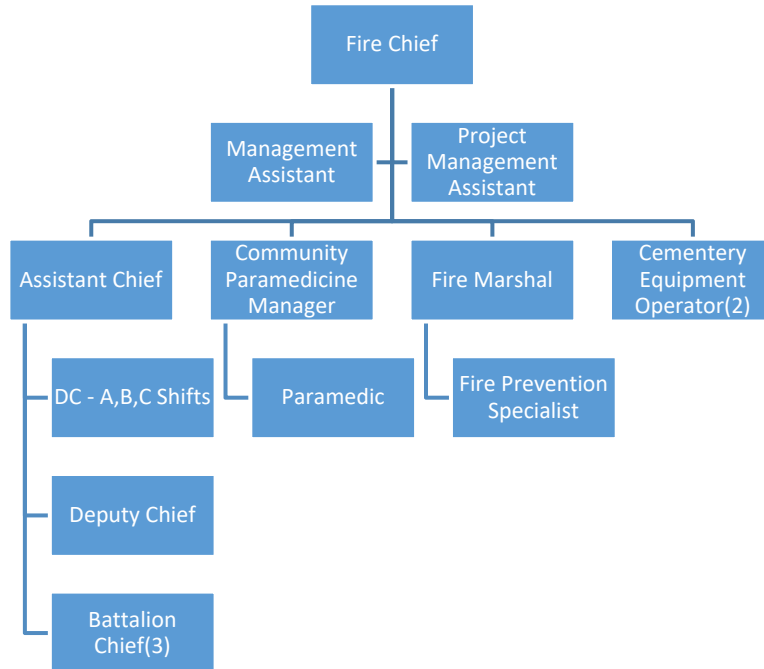 Fire Chief
Management
Assistant
Project
Management
Assistant
Assistant Chief
Community
Paramedicine
Manager
Fire Marshal
Cementery
Equipment
Operator(2)
DC - A,B,C Shifts
Paramedic
Fire Prevention
Specialist
Deputy Chief
Battalion
Chief(3)